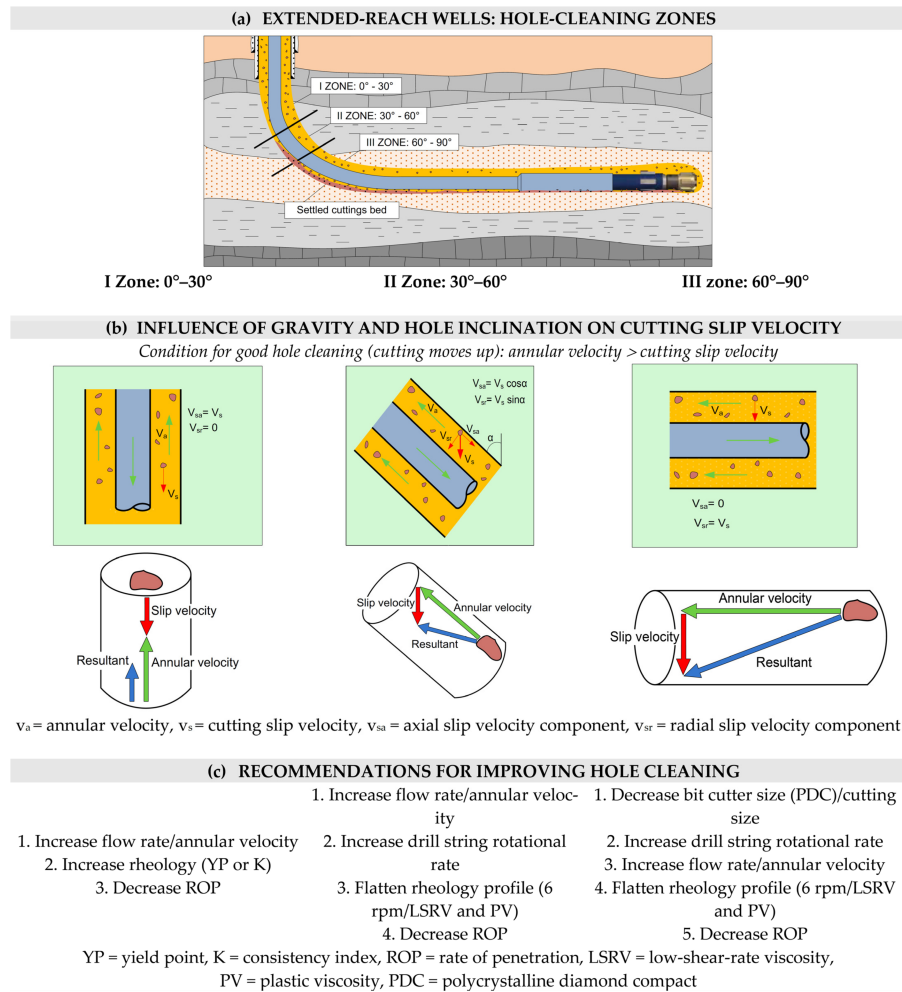 (a) EXTENDED-REACH WELLS: HOLE-CLEANING ZONES
I ZONE: 0° - 30°
II ZONE: 30° - 60°
III ZONE: 60° - 90°
Settled cuttings bed
I Zone: 0°–30°
II Zone: 30°–60°
III zone: 60°–90°
(b) INFLUENCE OF GRAVITY AND HOLE INCLINATION ON CUTTING SLIP VELOCITY
Condition for good hole cleaning (cutting moves up): annular velocity > cutting slip velocity
Vsa= Vs
Vsr= 0
Va
Vs
Vsa= Vs cosα
Vsr= Vs sinα
Va
Vsr
Vsa
α
Vs
Va
Vs
Vsa = 0
Vsr = Vs
Slip velocity
Resultant
Annular velocity
Slip velocity
Annular velocity
Resultant
Annular velocity
Slip velocity
Resultant
va = annular velocity, vs = cutting slip velocity, vsa = axial slip velocity component, vsr = radial slip velocity component
(c) RECOMMENDATIONS FOR IMPROVING HOLE CLEANING
1. Increase flow rate/annular velocity
2. Increase rheology (YP or K)
3. Decrease ROP
1. Increase flow rate/annular veloc-
ity
2. Increase drill string rotational
rate
3. Flatten rheology profile (6
rpm/LSRV and PV)
4. Decrease ROP
1. Decrease bit cutter size (PDC)/cutting
size
2. Increase drill string rotational rate
3. Increase flow rate/annular velocity
4. Flatten rheology profile (6 rpm/LSRV
and PV)
5. Decrease ROP
YP = yield point, K = consistency index, ROP = rate of penetration, LSRV = low-shear-rate viscosity,
PV = plastic viscosity, PDC = polycrystalline diamond compact